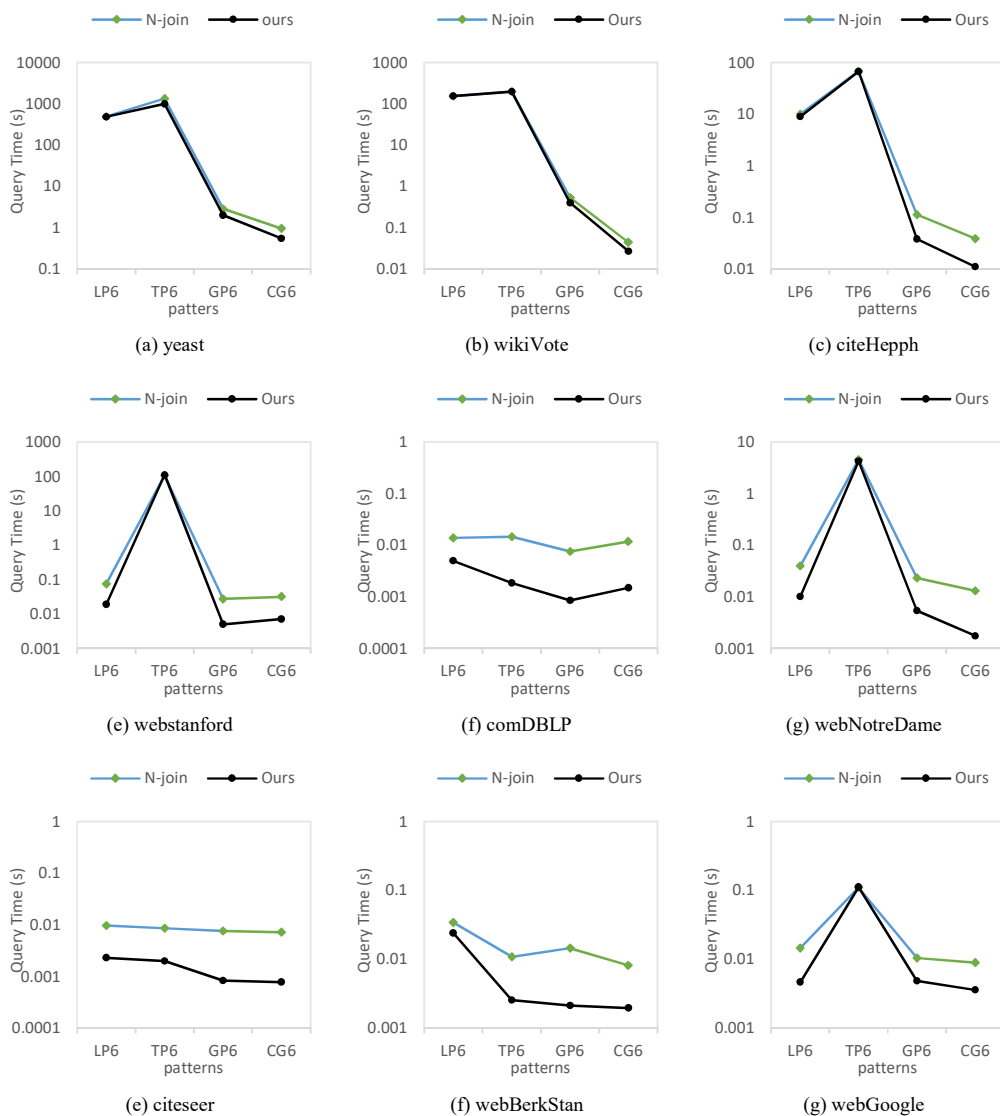 N-join ours
10000
1000
100
10
1
0.1
Query Time (s)
LP6 TP6 GP6 CG6
patters
(a) yeast
N-join Ours
1000
100
10
1
0.1
0.01
Query Time (s)
LP6 TP6 GP6 CG6
patterns
(b) wikiVote
N-join Ours
100
10
1
0.1
0.01
Query Time (s)
LP6 TP6 GP6 CG6
patterns
(c) citeHepph
N-join Ours
1000
100
10
1
0.1
0.01
0.001
Query Time (s)
LP6 TP6 GP6 CG6
patterns
(e) webstanford
N-join Ours
1
0.1
0.01
0.001
0.0001
Query Time (s)
LP6 TP6 GP6 CG6
patterns
(f) comDBLP
N-join Ours
10
1
0.1
0.01
0.001
Query Time (s)
LP6 TP6 GP6 CG6
patterns
(g) webNotreDame
N-join Ours
1
0.1
0.01
0.001
0.0001
Query Time (s)
LP6 TP6 GP6 CG6
patterns
(e) citeseer
N-join Ours
1
0.1
0.01
0.001
Query Time (s)
LP6 TP6 GP6 CG6
patterns
(f) webBerkStan
N-join Ours
1
0.1
0.01
0.001
Query Time (s)
LP6 TP6 GP6 CG6
patterns
(g) webGoogle